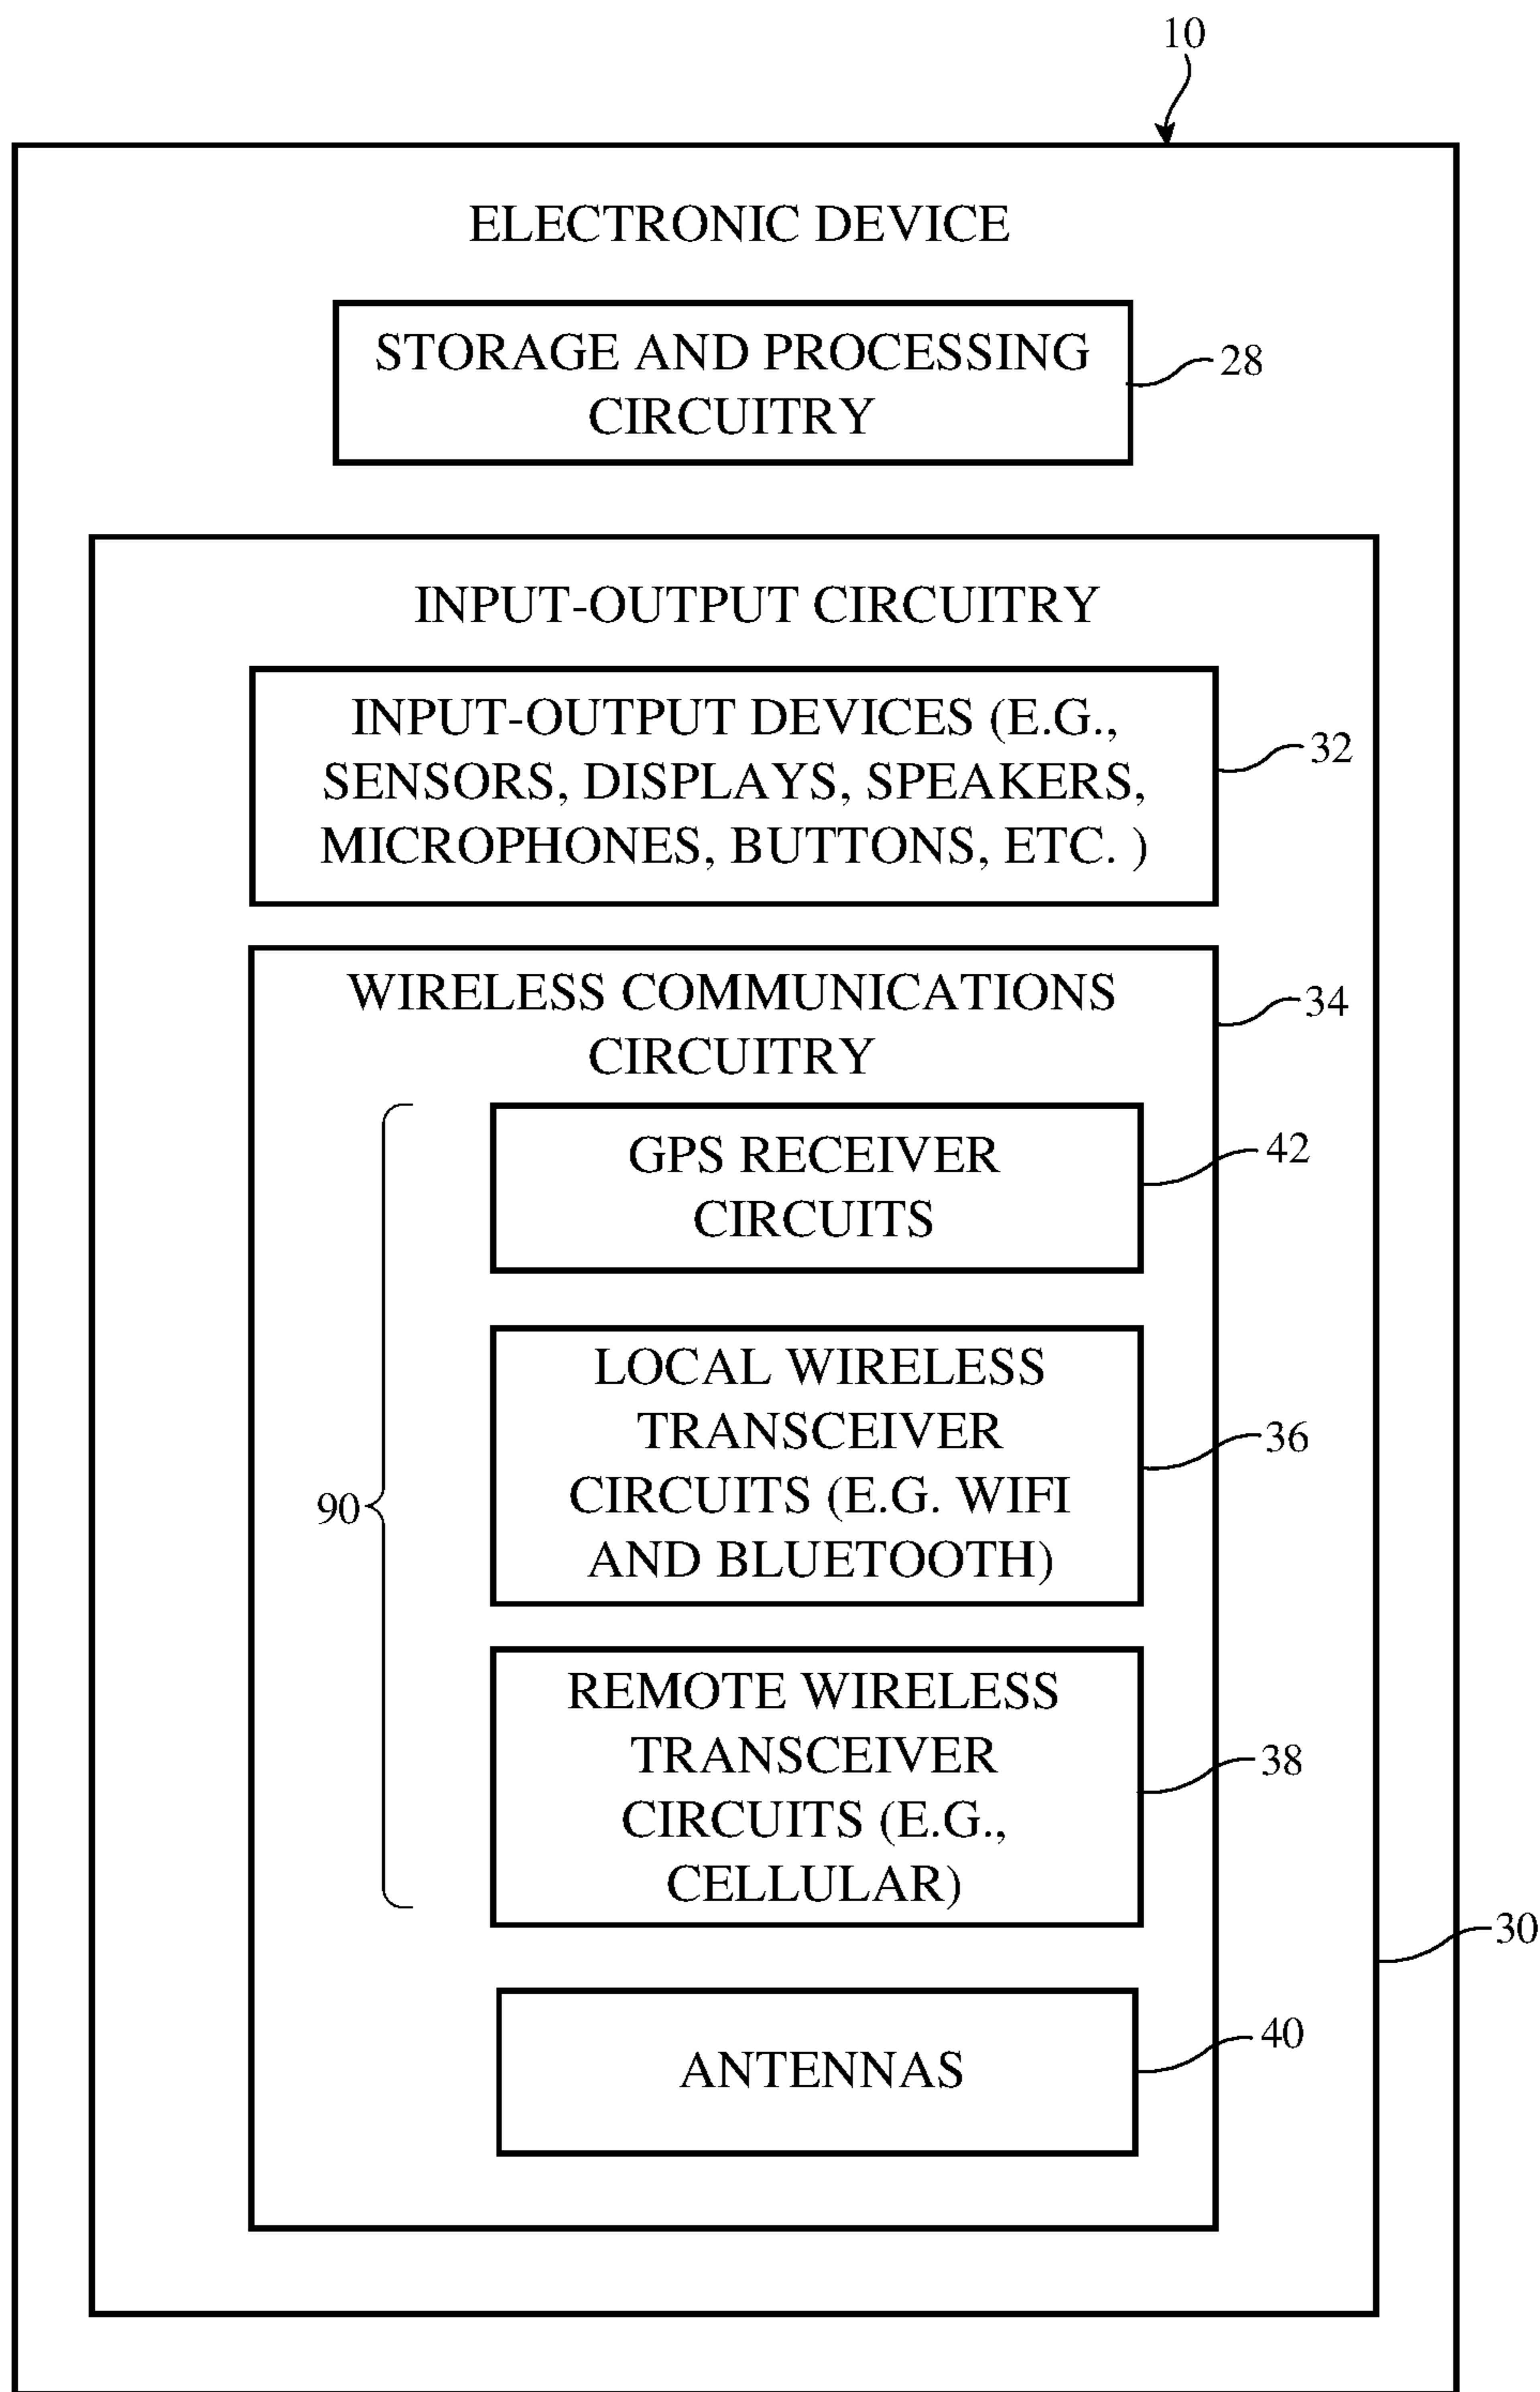 10
ELECTRONIC DEVICE
STORAGE AND PROCESSING
CIRCUITRY
28
INPUT-OUTPUT CIRCUITRY
INPUT-OUTPUT DEVICES (E.G.,
SENSORS, DISPLAYS, SPEAKERS,
MICROPHONES, BUTTONS, ETC. )
32
WIRELESS COMMUNICATIONS
CIRCUITRY
34
GPS RECEIVER
CIRCUITS
42
LOCAL WIRELESS
TRANSCEIVER
CIRCUITS (E.G. WIFI
AND BLUETOOTH)
36
90
REMOTE WIRELESS
TRANSCEIVER
CIRCUITS (E.G.,
CELLULAR)
38
30
ANTENNAS
40